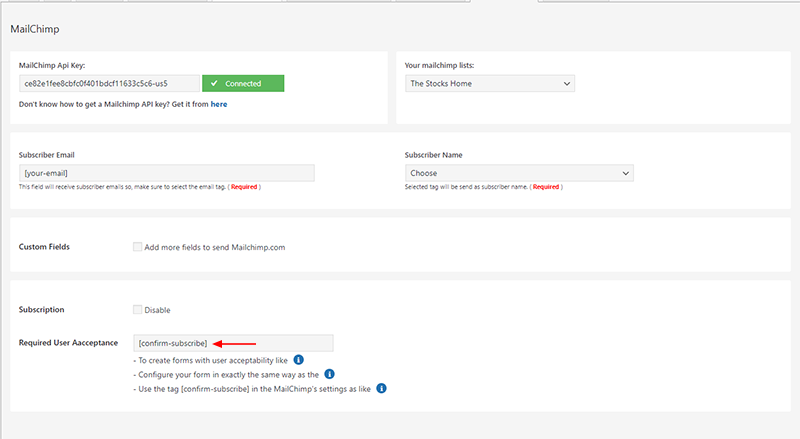 MailChimp
MailChimp Api Key:
ce82e1fee8cbfc0f401bdcf11633c5c6-us5
Connected
Don't know how to get a Mailchimp API key? Get it from here
Your mailchimp lists:
The Stocks Home
Subscriber Email
[your-email]
This field will receive subscriber emails so, make sure to select the email tag. ( Required )
Subscriber Name
Choose
Selected tag will be send as subscriber name. ( Required )
Custom Fields
Add more fields to send Mailchimp.com
Subscription
Disable
Required User Aacceptance
[confirm-subscribe]
- To create forms with user acceptability like
- Configure your form in exactly the same way as the
- Use the tag [confirm-subscribe] in the MailChimp's settings as like